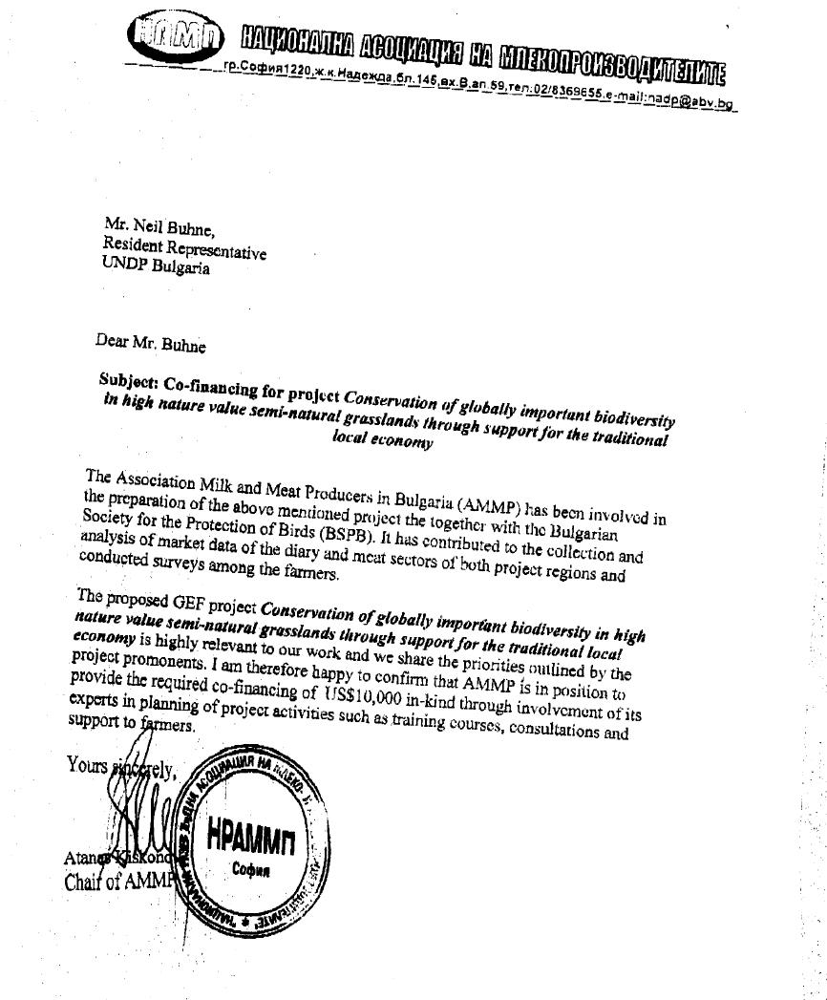 НАМП НАЦИОНАЛНА АСОЦИАЦИЯ НА МЛЕКОПРОИЗВОДИТЕЛИТЕ
гр.София1220,ж.к.Надежда,бл.145,вх.В,ап.59,тел:02/8369655,e-mail:nadp@abv.bg
Mr. Neil Buhne,
Resident Representative
UNDP Bulgaria
Dear Mr. Buhne
Subject: Co-financing for project Conservation of globally important biodiversity
in high nature value semi-natural grasslands through support for the traditional
local economy
The Association Milk and Meat Producers in Bulgaria (AMMP) has been involved in
the preparation of the above mentioned project the together with the Bulgarian
Society for the Protection of Birds (BSPB). It has contributed to the collection and
analysis of market data of the diary and meat sectors of both project regions and
conducted surveys among the farmers.
The proposed GEF project Conservation of globally important biodiversity in high
nature value semi-natural grasslands through support for the traditional local
economy is highly relevant to our work and we share the priorities outlined by the
project promonents. I am therefore happy to confirm that AMMP is in position to
provide the required co-financing of US$10,000 in-kind through involvement of its
experts in planning of project activities such as training courses, consultations and
support to farmers.
Yours sincerely,
Atanas
Chair of AMMP
АСОЦИАЦИЯ НА МЛЕКО-
НРАММП
София